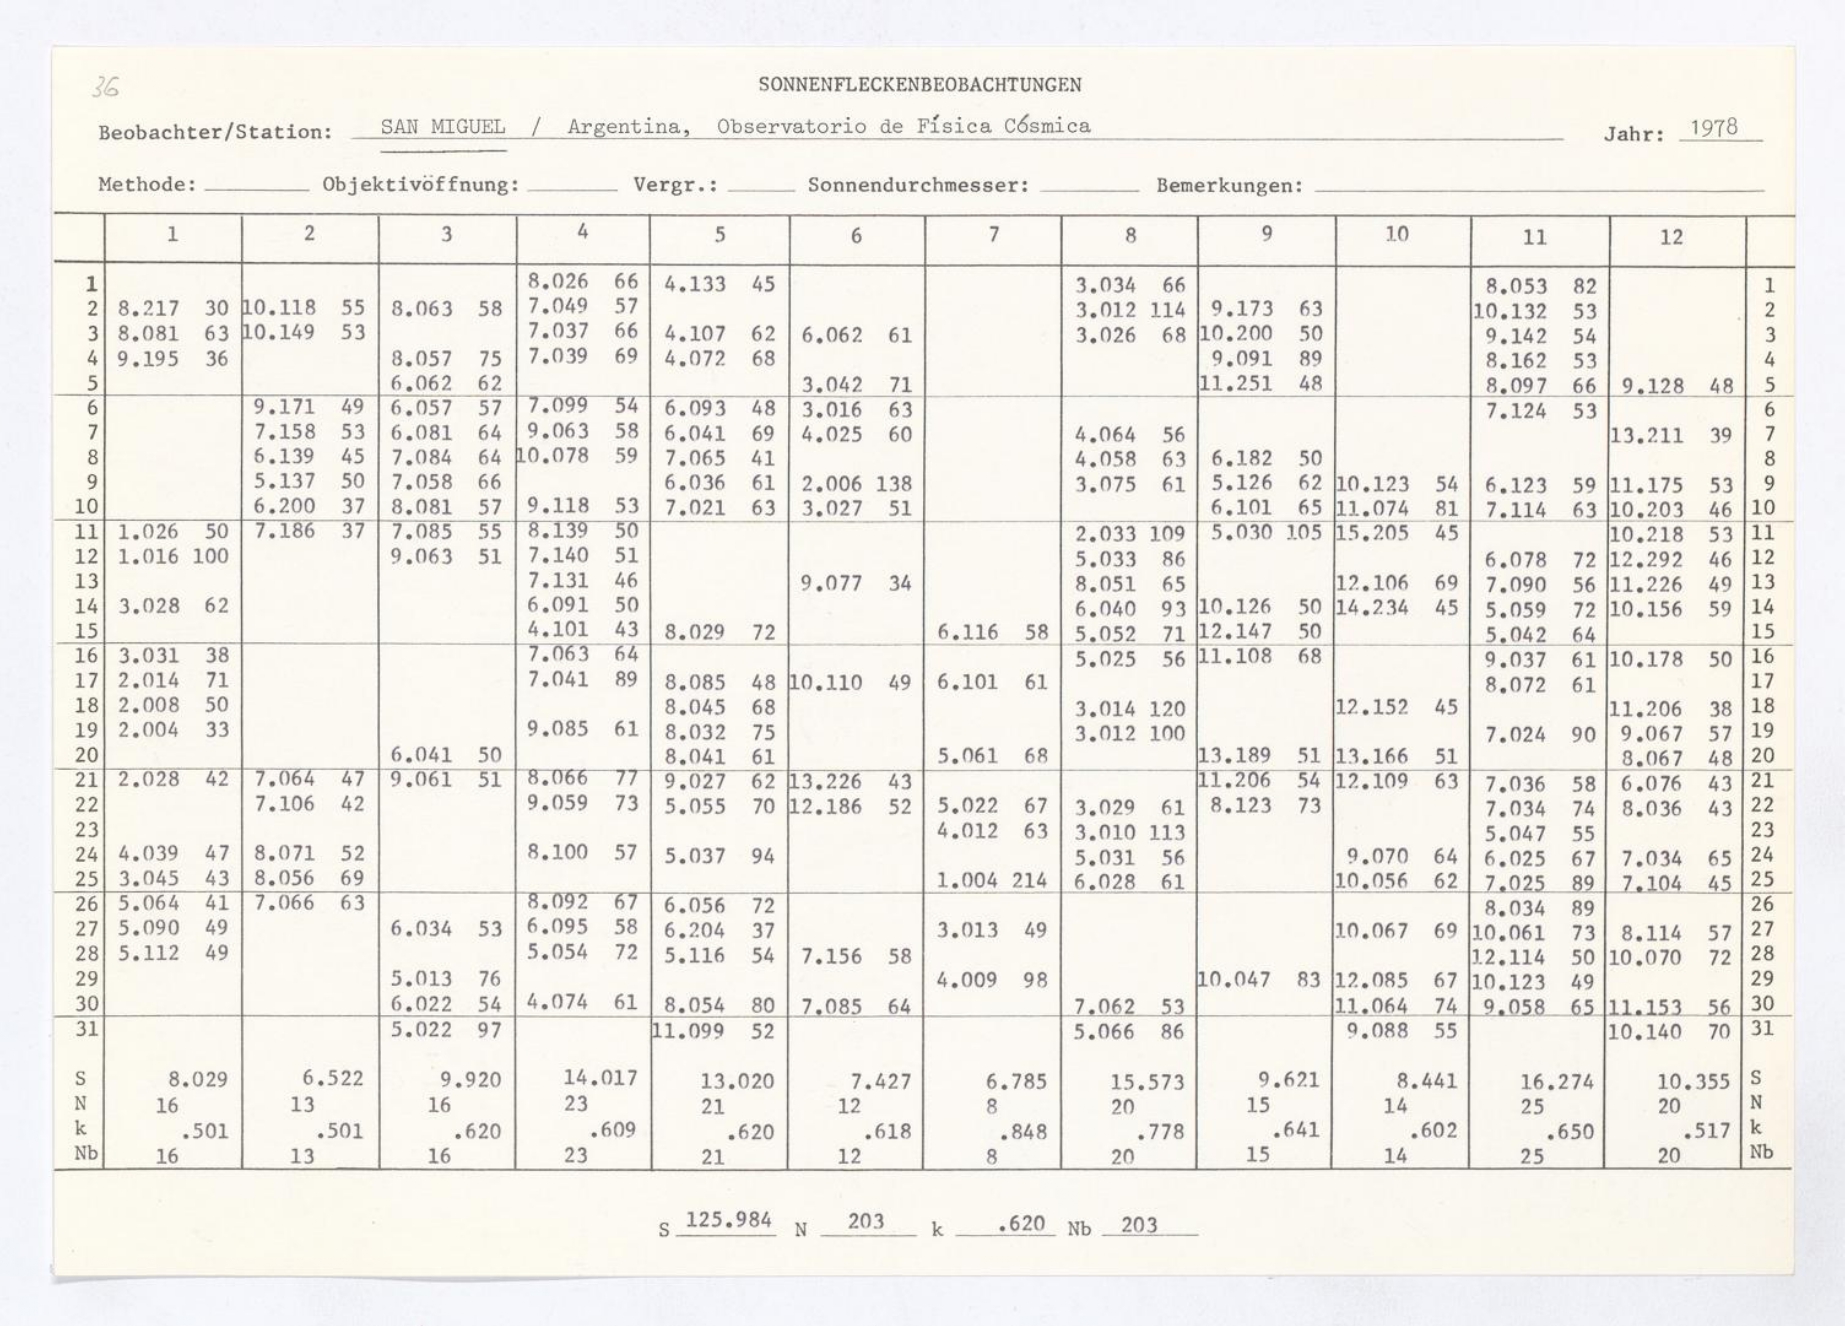 36
SONNENFLECKENBEOBACHTUNGEN
Beobachter/Station: SAN MIGUEL / Argentina, Observatorio de Física Cósmica Jahr: 1978
Methode: Objektivöffnung: Vergr.: Sonnendurchmesser: Bemerkungen:
1 2 3 4 5 6 7 8 9 10 11 12
1 8.026 66 4.133 45 3.034 66 8.053 82 1
2 8.217 30 10.118 55 8.063 58 7.049 57 3.012 114 9.173 63 10.132 53 2
3 8.081 63 10.149 53 7.037 66 4.107 62 6.062 61 3.026 68 10.200 50 9.142 54 3
4 9.195 36 8.057 75 7.039 69 4.072 68 9.091 89 8.162 53 4
5 6.062 62 3.042 71 11.251 48 8.097 66 9.128 48 5
6 9.171 49 6.057 57 7.099 54 6.093 48 3.016 63 7.124 53 6
7 7.158 53 6.081 64 9.063 58 6.041 69 4.025 60 4.064 56 13.211 39 7
8 6.139 45 7.084 64 10.078 59 7.065 41 4.058 63 6.182 50 8
9 5.137 50 7.058 66 6.036 61 2.006 138 3.075 61 5.126 62 10.123 54 6.123 59 11.175 53 9
10 6.200 37 8.081 57 9.118 53 7.021 63 3.027 51 6.101 65 11.074 81 7.114 63 10.203 46 10
11 1.026 50 7.186 37 7.085 55 8.139 50 2.033 109 5.030 105 15.205 45 10.218 53 11
12 1.016 100 9.063 51 7.140 51 5.033 86 6.078 72 12.292 46 12
13 7.131 46 9.077 34 8.051 65 12.106 69 7.090 56 11.226 49 13
14 3.028 62 6.091 50 6.040 93 10.126 50 14.234 45 5.059 72 10.156 59 14
15 4.101 43 8.029 72 6.116 58 5.052 71 12.147 50 5.042 64 15
16 3.031 38 7.063 64 5.025 56 11.108 68 9.037 61 10.178 50 16
17 2.014 71 7.041 89 8.085 48 10.110 49 6.101 61 8.072 61 17
18 2.008 50 8.045 68 3.014 120 12.152 45 11.206 38 18
19 2.004 33 9.085 61 8.032 75 3.012 100 7.024 90 9.067 57 19
20 6.041 50 8.041 61 5.061 68 13.189 51 13.166 51 8.067 48 20
21 2.028 42 7.064 47 9.061 51 8.066 77 9.027 62 13.226 43 11.206 54 12.109 63 7.036 58 6.076 43 21
22 7.106 42 9.059 73 5.055 70 12.186 52 5.022 67 3.029 61 8.123 73 7.034 74 8.036 43 22
23 4.012 63 3.010 113 5.047 55 23
24 4.039 47 8.071 52 8.100 57 5.037 94 5.031 56 9.070 64 6.025 67 7.034 65 24
25 3.045 43 8.056 69 1.004 214 6.028 61 10.056 62 7.025 89 7.104 45 25
26 5.064 41 7.066 63 8.092 67 6.056 72 8.034 89 26
27 5.090 49 6.034 53 6.095 58 6.204 37 3.013 49 10.067 69 10.061 73 8.114 57 27
28 5.112 49 5.054 72 5.116 54 7.156 58 12.114 50 10.070 72 28
29 5.013 76 4.009 98 10.047 83 12.085 67 10.123 49 29
30 6.022 54 4.074 61 8.054 80 7.085 64 7.062 53 11.064 74 9.058 65 11.153 56 30
31 5.022 97 11.099 52 5.066 86 9.088 55 10.140 70 31
S 8.029 6.522 9.920 14.017 13.020 7.427 6.785 15.573 9.621 8.441 16.274 10.355 S
N 16 13 16 23 21 12 8 20 15 14 25 20 N
k .501 .501 .620 .609 .620 .618 .848 .778 .641 .602 .650 .517 k
Nb 16 13 16 23 21 12 8 20 15 14 25 20 Nb
S 125.984 N 203 k .620 Nb 203